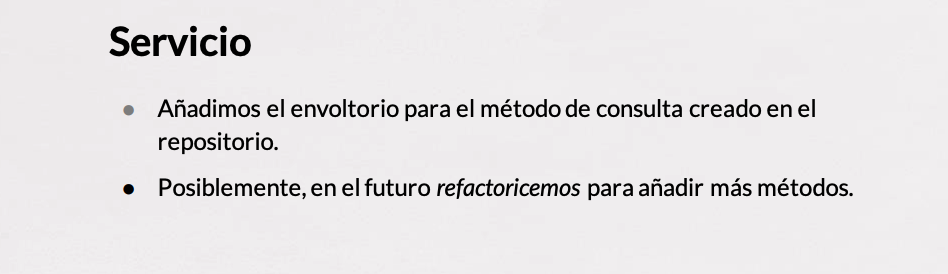 Servicio
● Añadimos el envoltorio para el método de consulta creado en el
repositorio.
● Posiblemente, en el futuro refactoricemos para añadir más métodos.